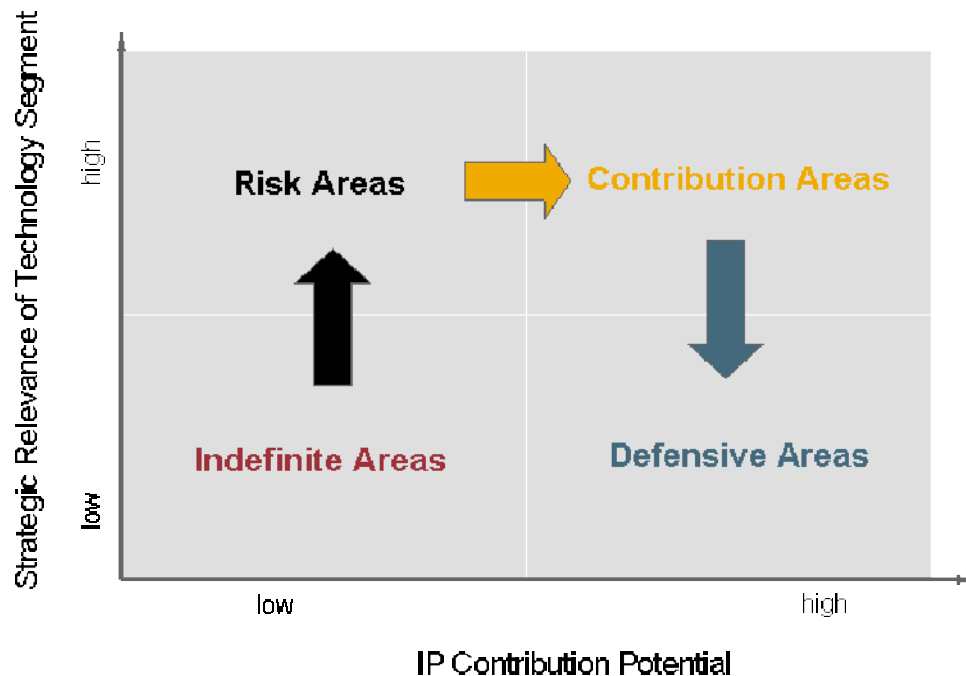 Strategic Relevance of Technology Segment
high
low
Risk Areas
Contribution Areas
Indefinite Areas
Defensive Areas
low
high
IP Contribution Potential